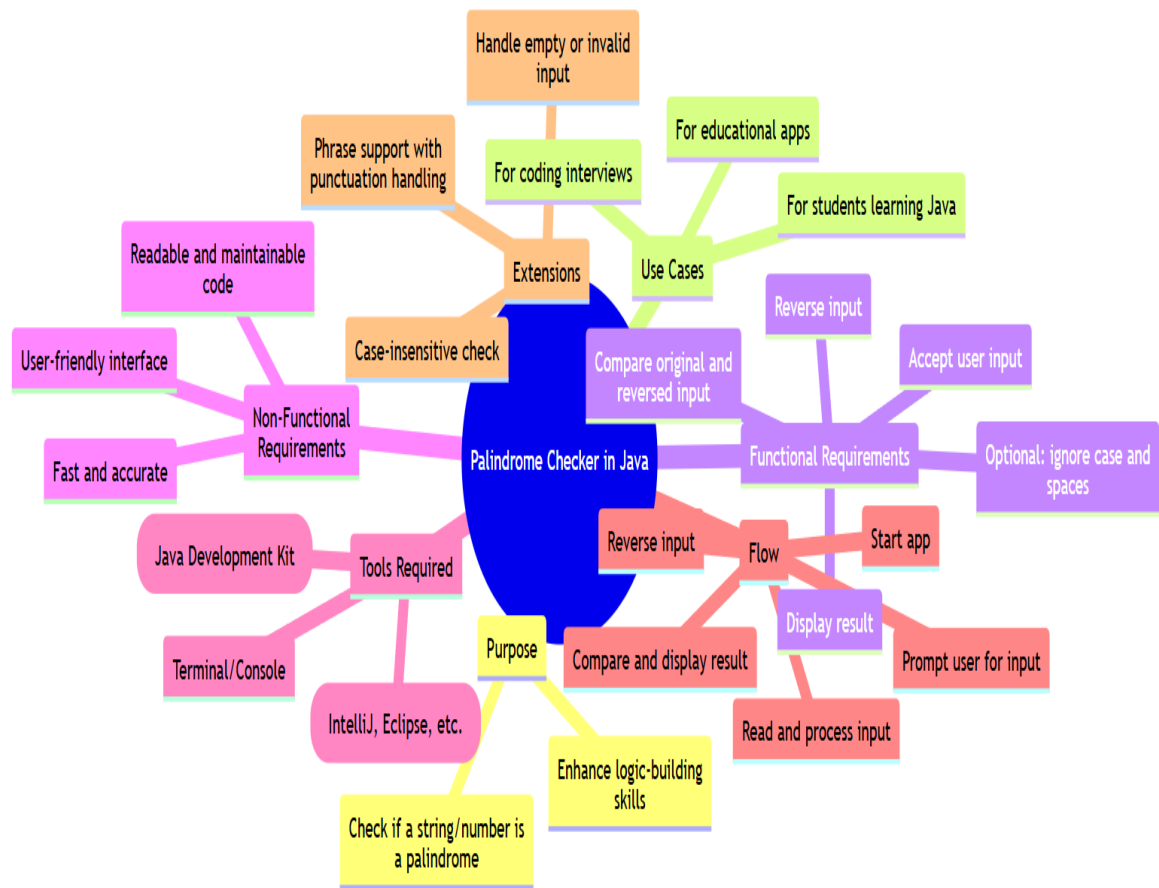 Handle empty or invalid
input
For educational apps
Phrase support with
punctuation handling
For coding interviews
For students learning Java
Readable and maintainable
code
Extensions
Use Cases
Reverse input
User-friendly interface
Case-insensitive check
Compare original and
reversed input
Accept user input
Non-Functional
Requirements
Fast and accurate
Palindrome Checker in Java
Functional Requirements
Optional: ignore case and
spaces
Java Development Kit
Tools Required
Reverse input
Flow
Start app
Display result
Purpose
Terminal/Console
Compare and display result
Prompt user for input
IntelliJ, Eclipse, etc.
Read and process input
Enhance logic-building
skills
Check if a string/number is
a palindrome